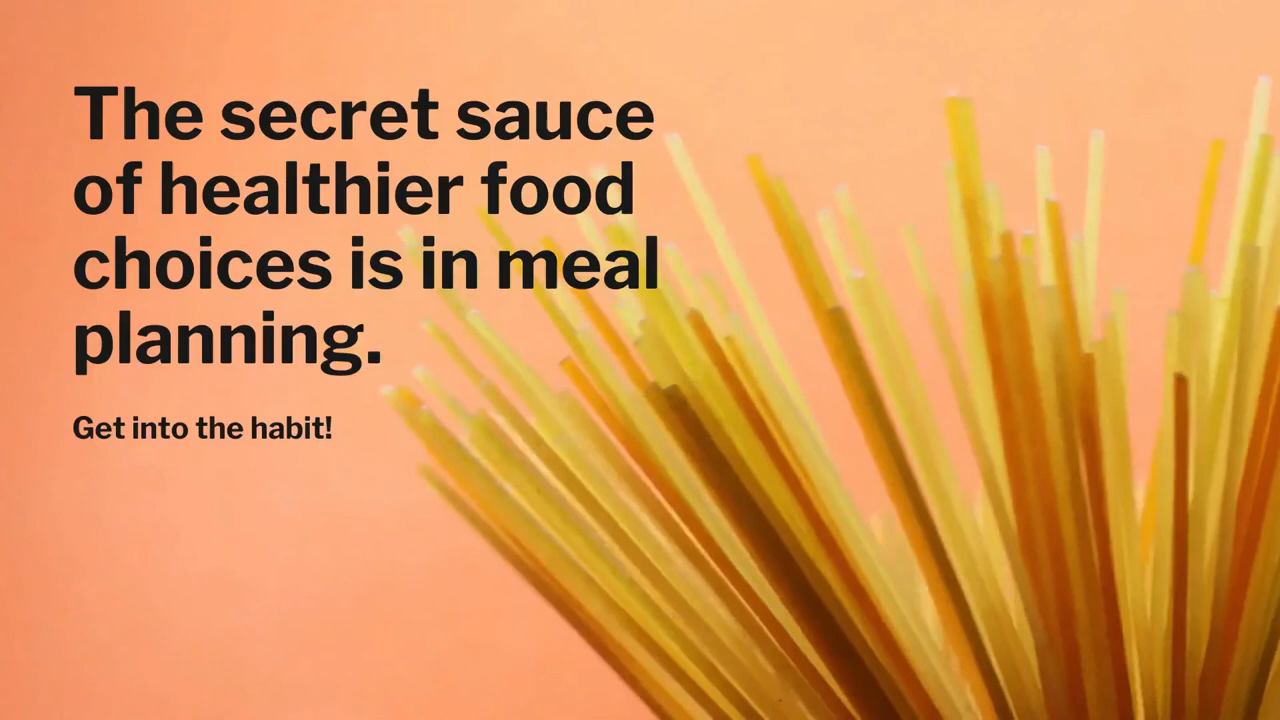 The secret sauce
of healthier food
choices is in meal
planning.
Get into the habit!